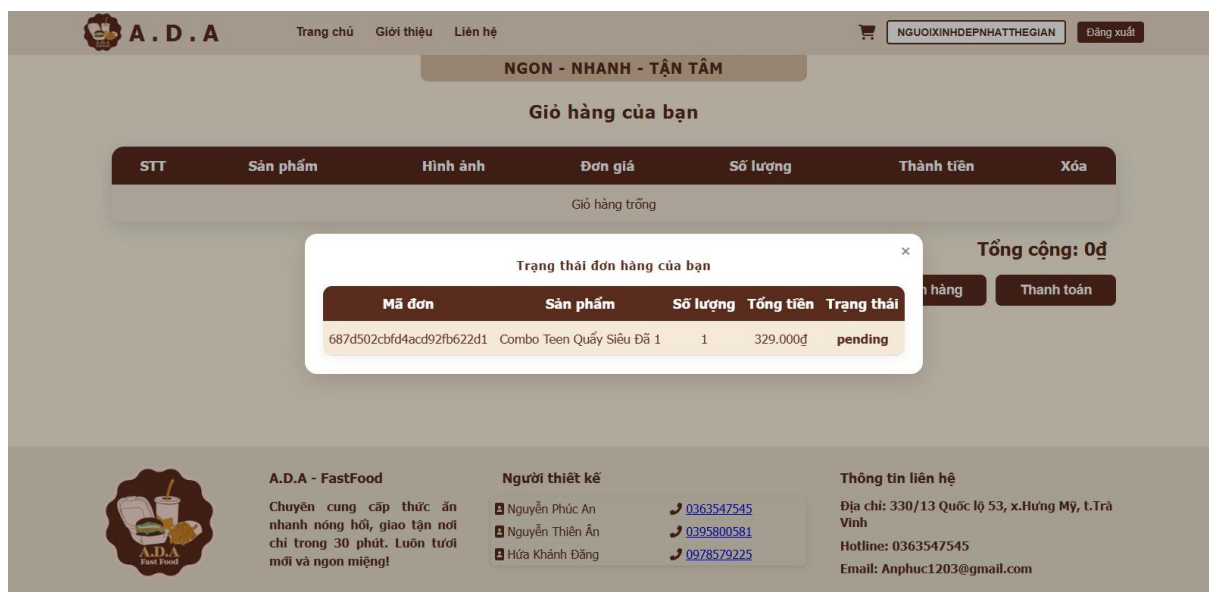 A.D.A Trang chủ Giới thiệu Liên hệ NGUOIXINHDEPNHATTHEGIAN Đăng xuất
NGON - NHANH - TẬN TÂM
Giỏ hàng của bạn
STT Sản phẩm Hình ảnh Đơn giá Số lượng Thành tiền Xóa
Giỏ hàng trống
×
Tổng cộng: 0₫
Trạng thái đơn hàng của bạn
hàng Thanh toán
Mã đơn Sản phẩm Số lượng Tổng tiền Trạng thái
687d502cbfd4acd92fb622d1 Combo Teen Quẩy Siêu Đã 1 1 329.000₫ pending
A.D.A - FastFood
Chuyên cung cấp thức ăn
nhanh nóng hổi, giao tận nơi
chỉ trong 30 phút. Luôn tươi
mới và ngon miệng!
Người thiết kế
Nguyễn Phúc An 0363547545
Nguyễn Thiên Ân 0395800581
Hứa Khánh Đăng 0978579225
Thông tin liên hệ
Địa chỉ: 330/13 Quốc lộ 53, x.Hưng Mỹ, t.Trà
Vinh
Hotline: 0363547545
Email: Anphuc1203@gmail.com
A.D.A
Fast Food